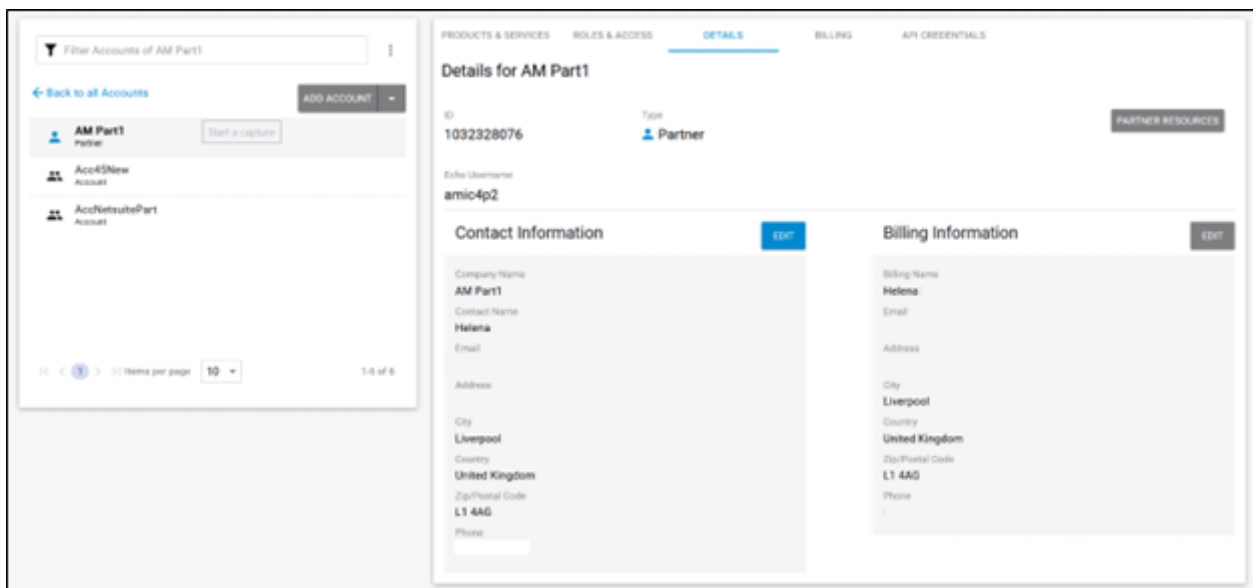 Filter Accounts of AM Part1
Back to all Accounts
ADD ACCOUNT
AM Part1
Partner
Start a capture
Acc45New
Account
AccNetsuitePart
Account
1 Items per page 10 1-6 of 6
PRODUCTS & SERVICES ROLES & ACCESS DETAILS BILLING API CREDENTIALS
Details for AM Part1
ID Type
1032328076 Partner
PARTNER RESOURCES
Echo Username
amic4p2
Contact Information EDIT
Company Name
AM Part1
Contact Name
Helena
Email
Address
City
Liverpool
Country
United Kingdom
Zip/Postal Code
L1 4AG
Phone
Billing Information EDIT
Billing Name
Helena
Email
Address
City
Liverpool
Country
United Kingdom
Zip/Postal Code
L1 4AG
Phone